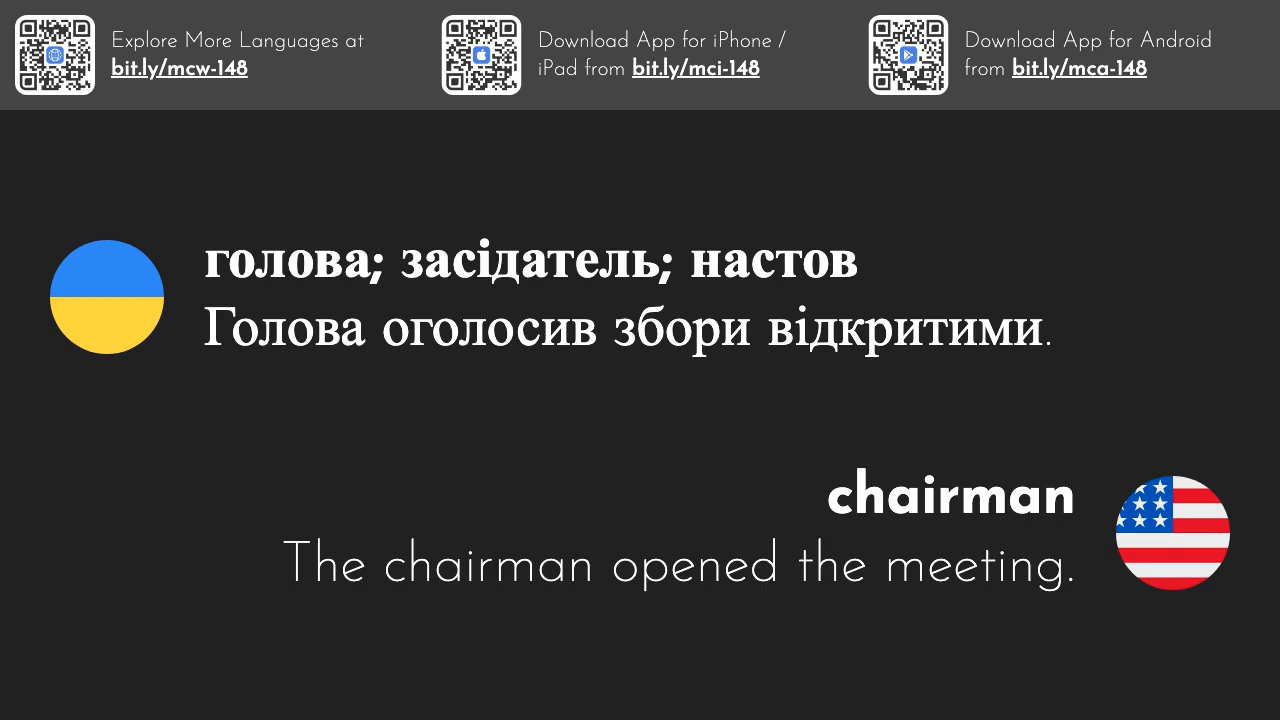 Explore More Languages at
bit.ly/mcw-148
Download App for iPhone /
iPad from bit.ly/mci-148
Download App for Android
from bit.ly/mca-148
голова; засідатель; настов
Голова оголосив збори відкритими.
chairman
The chairman opened the meeting.